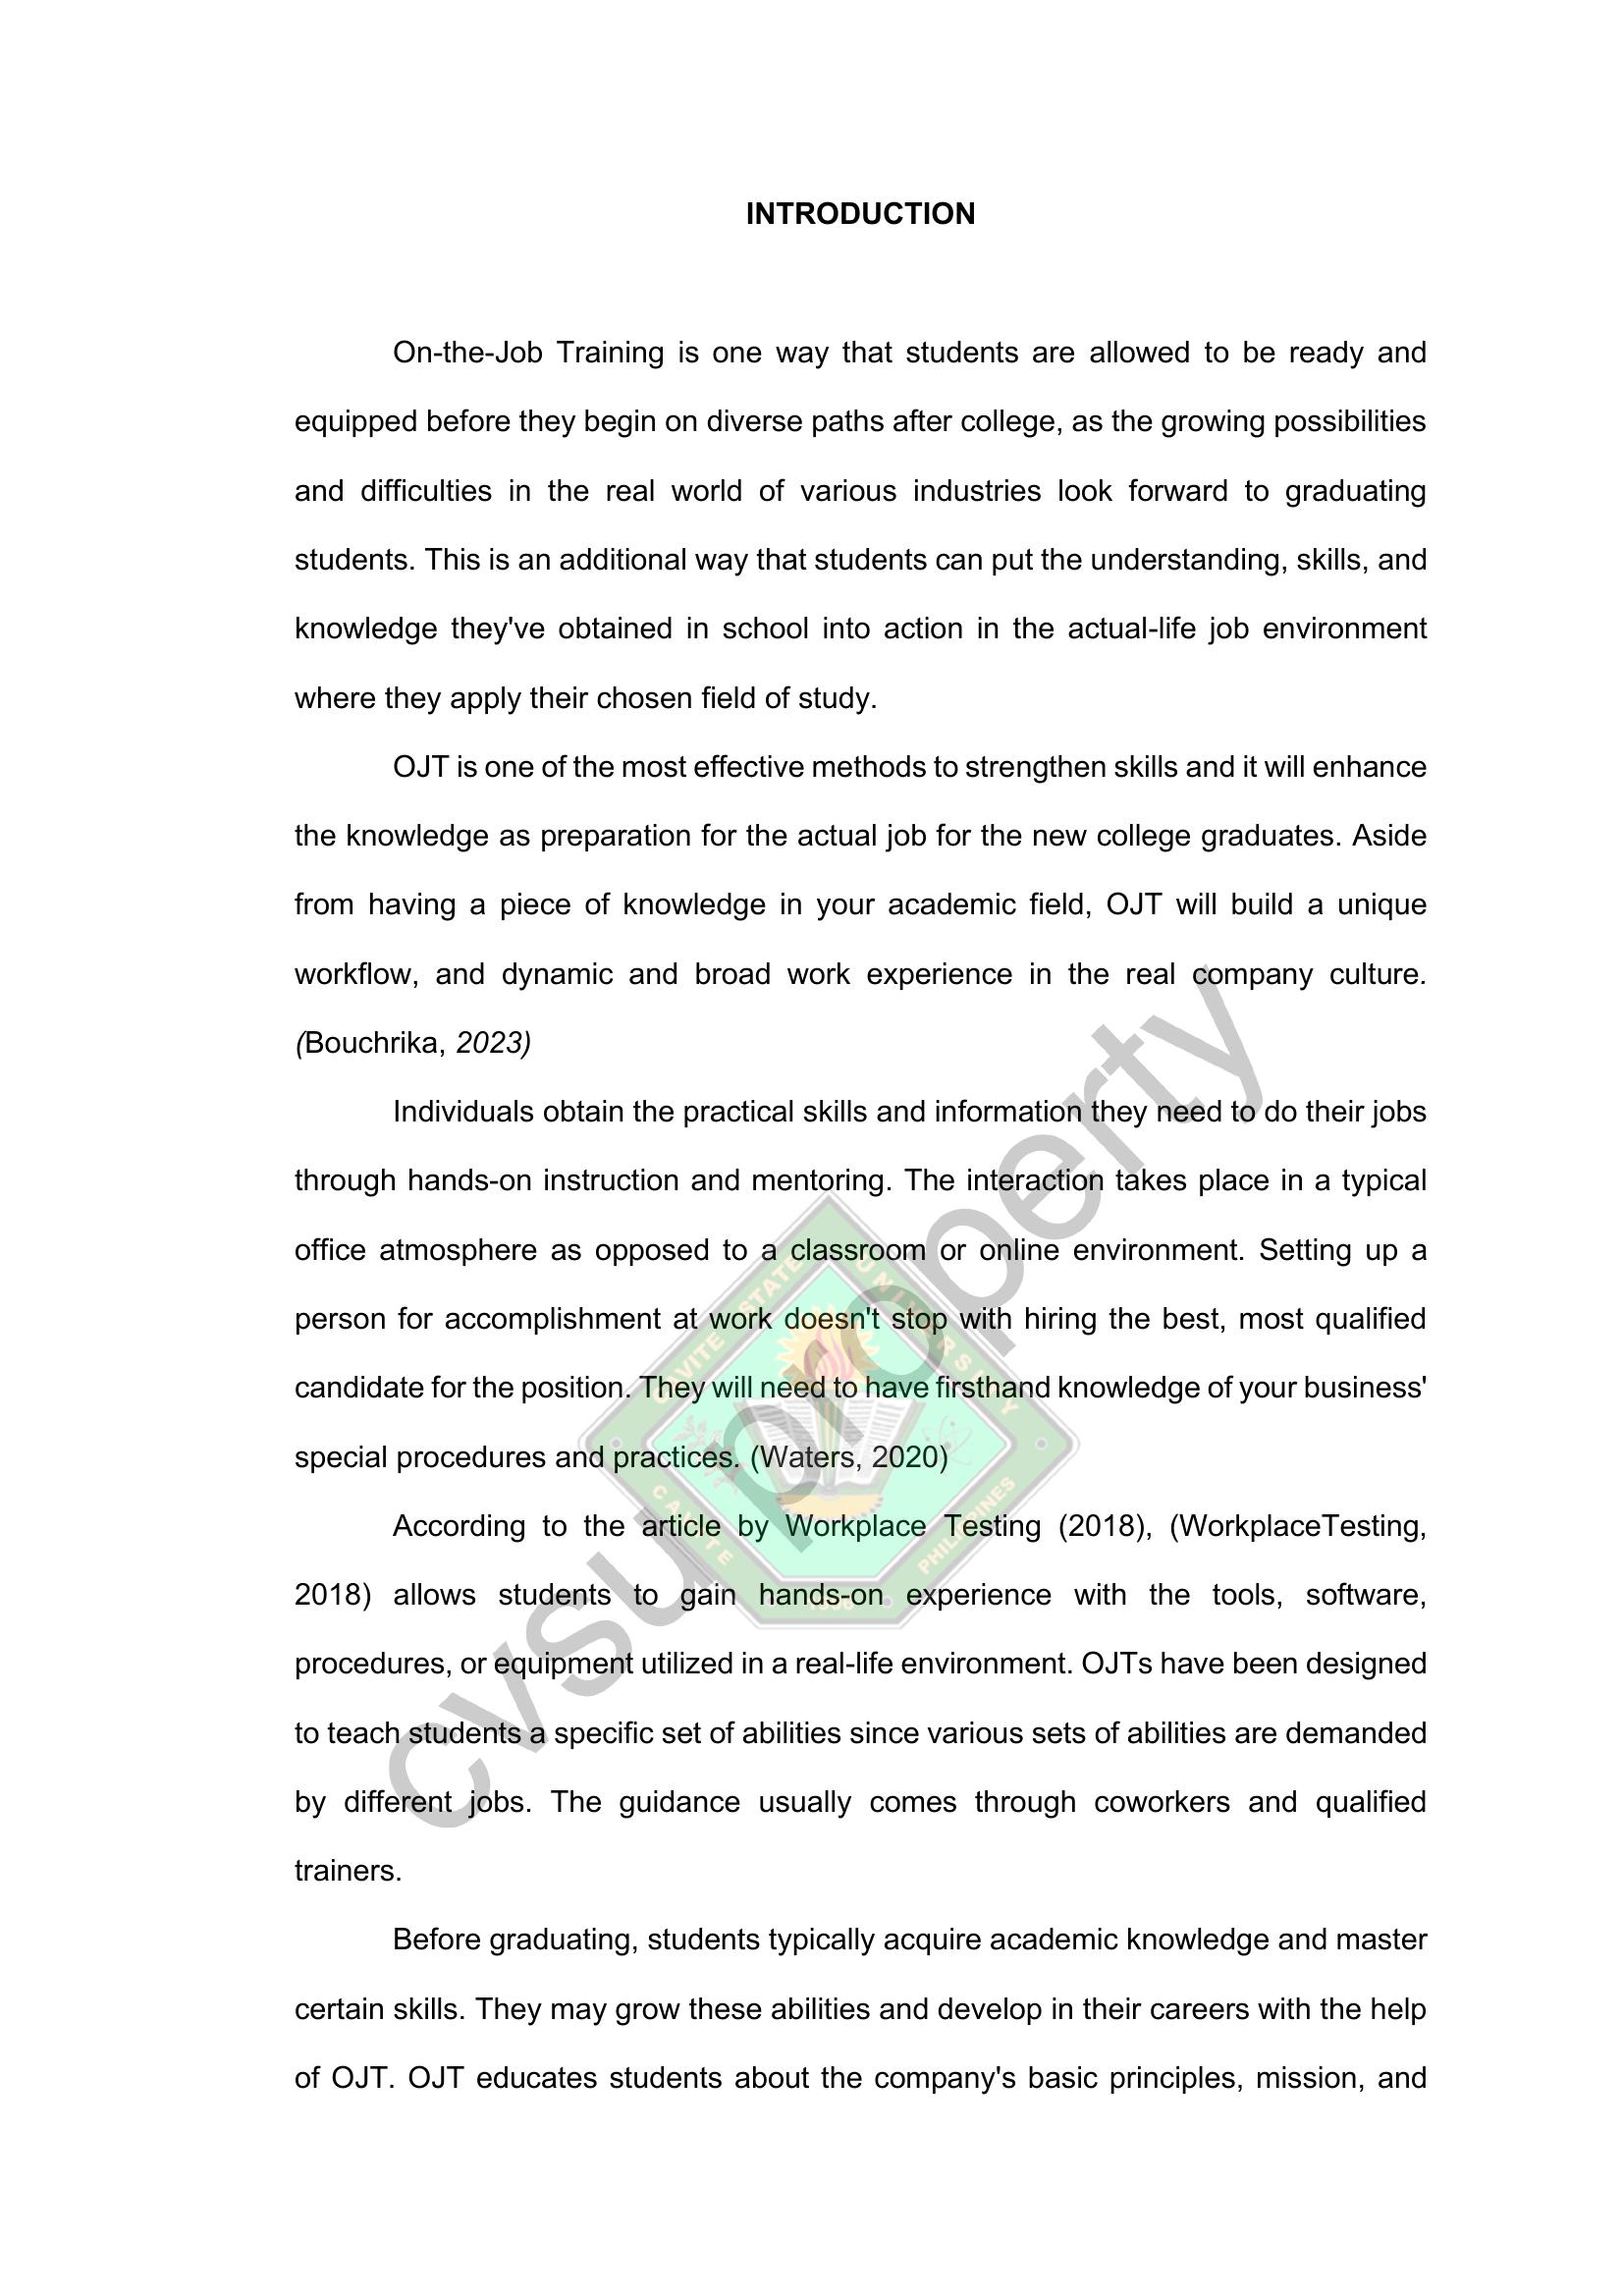 INTRODUCTION
On-the-Job Training is one way that students are allowed to be ready and
equipped before they begin on diverse paths after college, as the growing possibilities
and difficulties in the real world of various industries look forward to graduating
students. This is an additional way that students can put the understanding, skills, and
knowledge they've obtained in school into action in the actual-life job environment
where they apply their chosen field of study.
OJT is one of the most effective methods to strengthen skills and it will enhance
the knowledge as preparation for the actual job for the new college graduates. Aside
from having a piece of knowledge in your academic field, OJT will build a unique
workflow, and dynamic and broad work experience in the real company culture.
(Bouchrika, 2023)
Individuals obtain the practical skills and information they need to do their jobs
through hands-on instruction and mentoring. The interaction takes place in a typical
office atmosphere as opposed to a classroom or online environment. Setting up a
person for accomplishment at work doesn't stop with hiring the best, most qualified
candidate for the position. They will need to have firsthand knowledge of your business'
special procedures and practices. (Waters, 2020)
According to the article by Workplace Testing (2018), (WorkplaceTesting,
2018) allows students to gain hands-on experience with the tools, software,
procedures, or equipment utilized in a real-life environment. OJTs have been designed
to teach students a specific set of abilities since various sets of abilities are demanded
by different jobs. The guidance usually comes through coworkers and qualified
trainers.
Before graduating, students typically acquire academic knowledge and master
certain skills. They may grow these abilities and develop in their careers with the help
of OJT. OJT educates students about the company's basic principles, mission, and
cvsu property
CAVITE STATE UNIVERSITY
CAVITE
PHILIPPINES